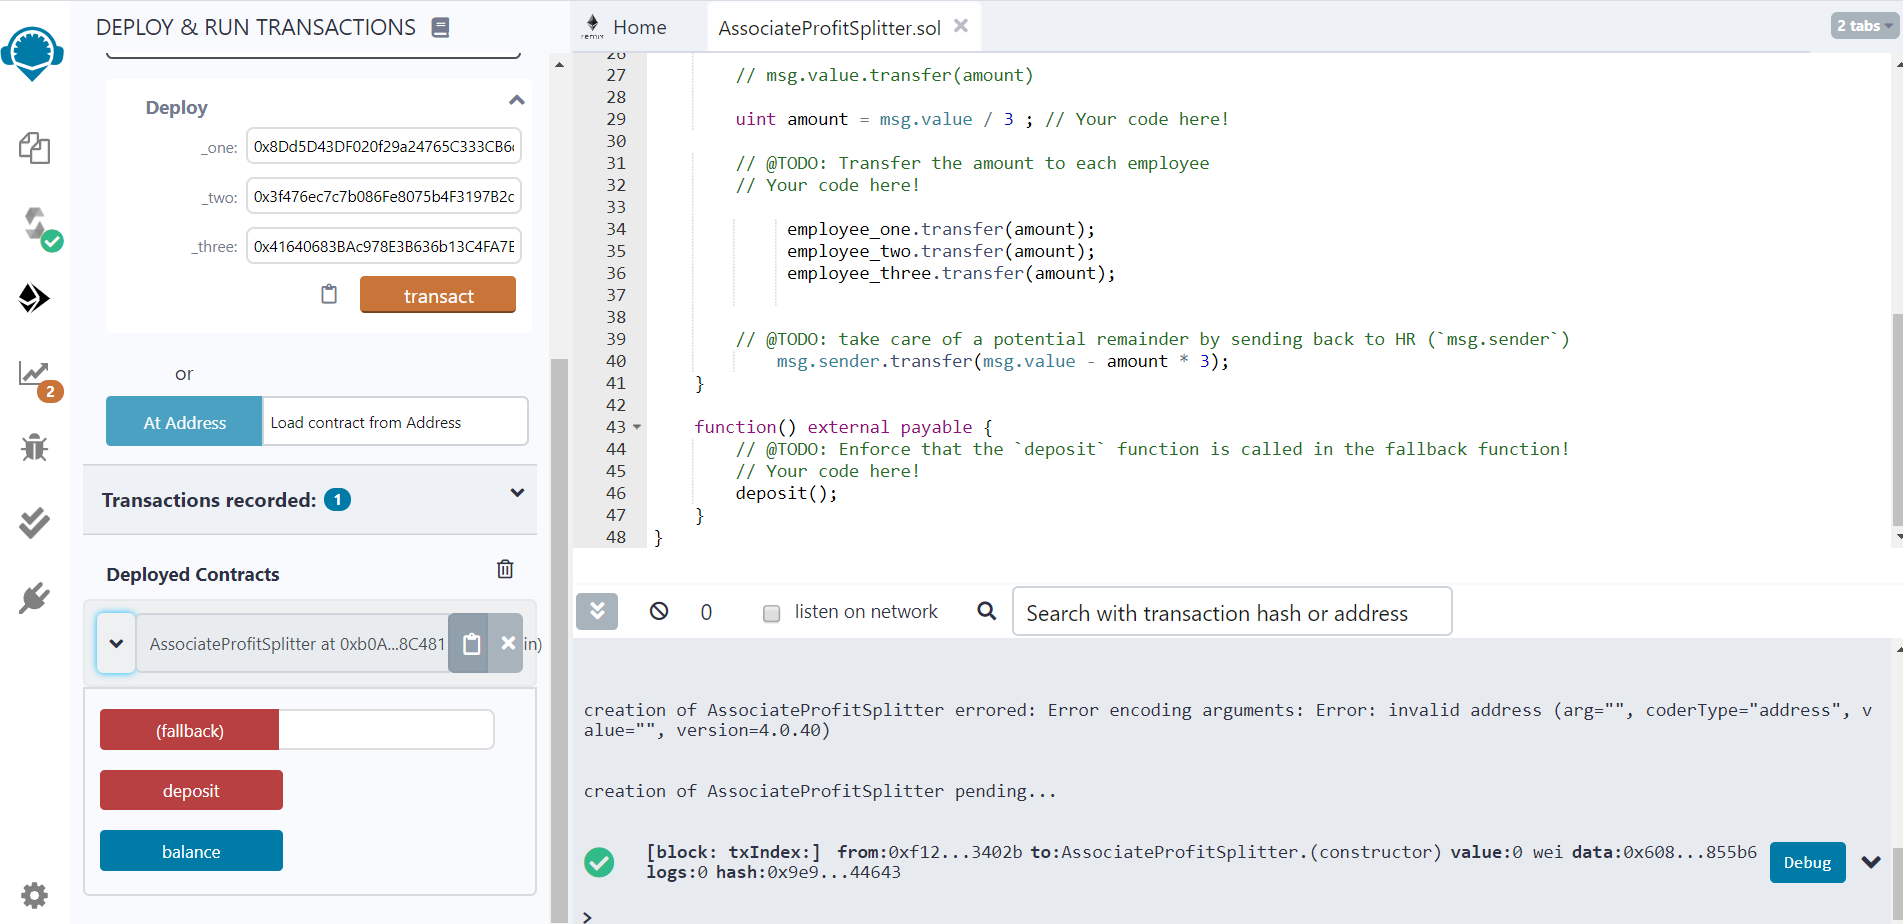 DEPLOY & RUN TRANSACTIONS
Deploy
_one: 0x8Dd5D43DF020f29a24765C333CB6
_two: 0x3f476ec7c7b086Fe8075b4F3197B2c
_three: 0x41640683BAc978E3B636b13C4FA7E
transact
or
At Address Load contract from Address
2
Transactions recorded: 1
Deployed Contracts
AssociateProfitSplitter at 0xb0A...8C481 in)
(fallback)
deposit
balance
remix Home AssociateProfitSplitter.sol 2 tabs
26
27 // msg.value.transfer(amount)
28
29 uint amount = msg.value / 3 ; // Your code here!
30
31 // @TODO: Transfer the amount to each employee
32 // Your code here!
33
34 employee_one.transfer(amount);
35 employee_two.transfer(amount);
36 employee_three.transfer(amount);
37
38
39 // @TODO: take care of a potential remainder by sending back to HR (`msg.sender`)
40 msg.sender.transfer(msg.value - amount * 3);
41 }
42
43 function() external payable {
44 // @TODO: Enforce that the `deposit` function is called in the fallback function!
45 // Your code here!
46 deposit();
47 }
48 }
0 listen on network Search with transaction hash or address
creation of AssociateProfitSplitter errored: Error encoding arguments: Error: invalid address (arg="", coderType="address", v
alue="", version=4.0.40)
creation of AssociateProfitSplitter pending...
[block: txIndex:] from:0xf12...3402b to:AssociateProfitSplitter.(constructor) value:0 wei data:0x608...855b6
logs:0 hash:0x9e9...44643
Debug
>